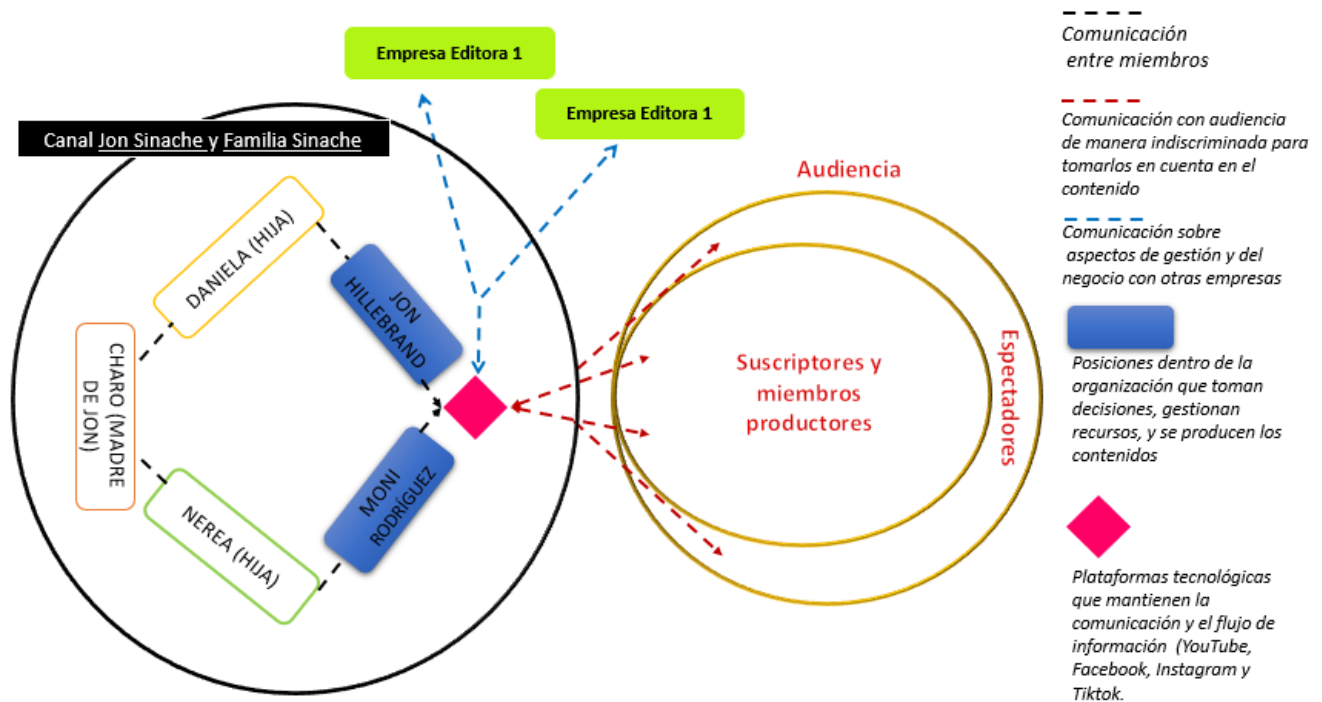 Empresa Editora 1
Empresa Editora 1
Canal Jon Sinache y Familia Sinache
DANIELA (HIJA)
JON
HILLEBRAND
CHARO (MADRE
DE JON)
MONI
RODRÍGUEZ
NEREA (HIJA)
Audiencia
Suscriptores y
miembros
productores
Espectadores
Comunicación
entre miembros
Comunicación con audiencia
de manera indiscriminada para
tomarlos en cuenta en el
contenido
Comunicación sobre
aspectos de gestión y del
negocio con otras empresas
Posiciones dentro de la
organización que toman
decisiones, gestionan
recursos, y se producen los
contenidos
Plataformas tecnológicas
que mantienen la
comunicación y el flujo de
información (YouTube,
Facebook, Instagram y
Tiktok.